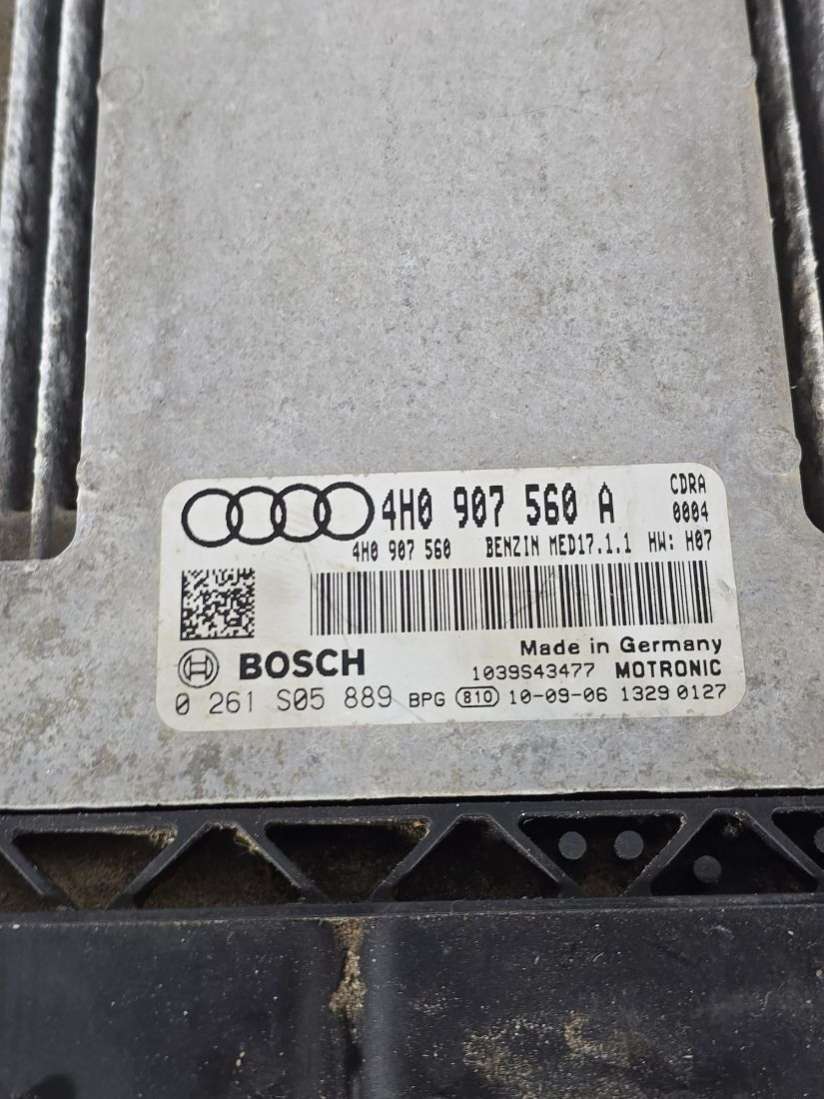 4H0 907 560 A
CDRA
0004
4H0 907 560 BENZIN MED17.1.1 HW: H07
Made in Germany
BOSCH
1039S43477 MOTRONIC
0 261 S05 889 BPG 810 10-09-06 1329 0127